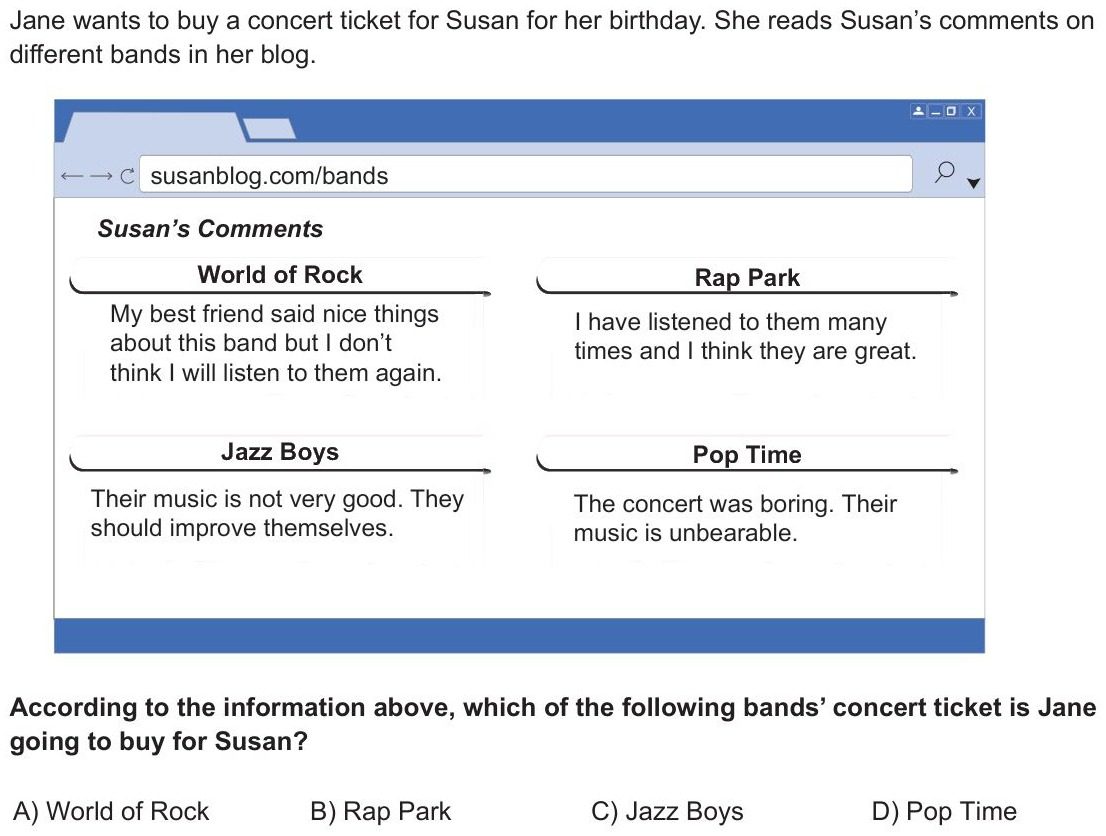 Jane wants to buy a concert ticket for Susan for her birthday. She reads Susan’s comments on
different bands in her blog.
susanblog.com/bands
Susan’s Comments
World of Rock
My best friend said nice things
about this band but I don’t
think I will listen to them again.
Rap Park
I have listened to them many
times and I think they are great.
Jazz Boys
Their music is not very good. They
should improve themselves.
Pop Time
The concert was boring. Their
music is unbearable.
According to the information above, which of the following bands’ concert ticket is Jane
going to buy for Susan?
A) World of Rock B) Rap Park C) Jazz Boys D) Pop Time